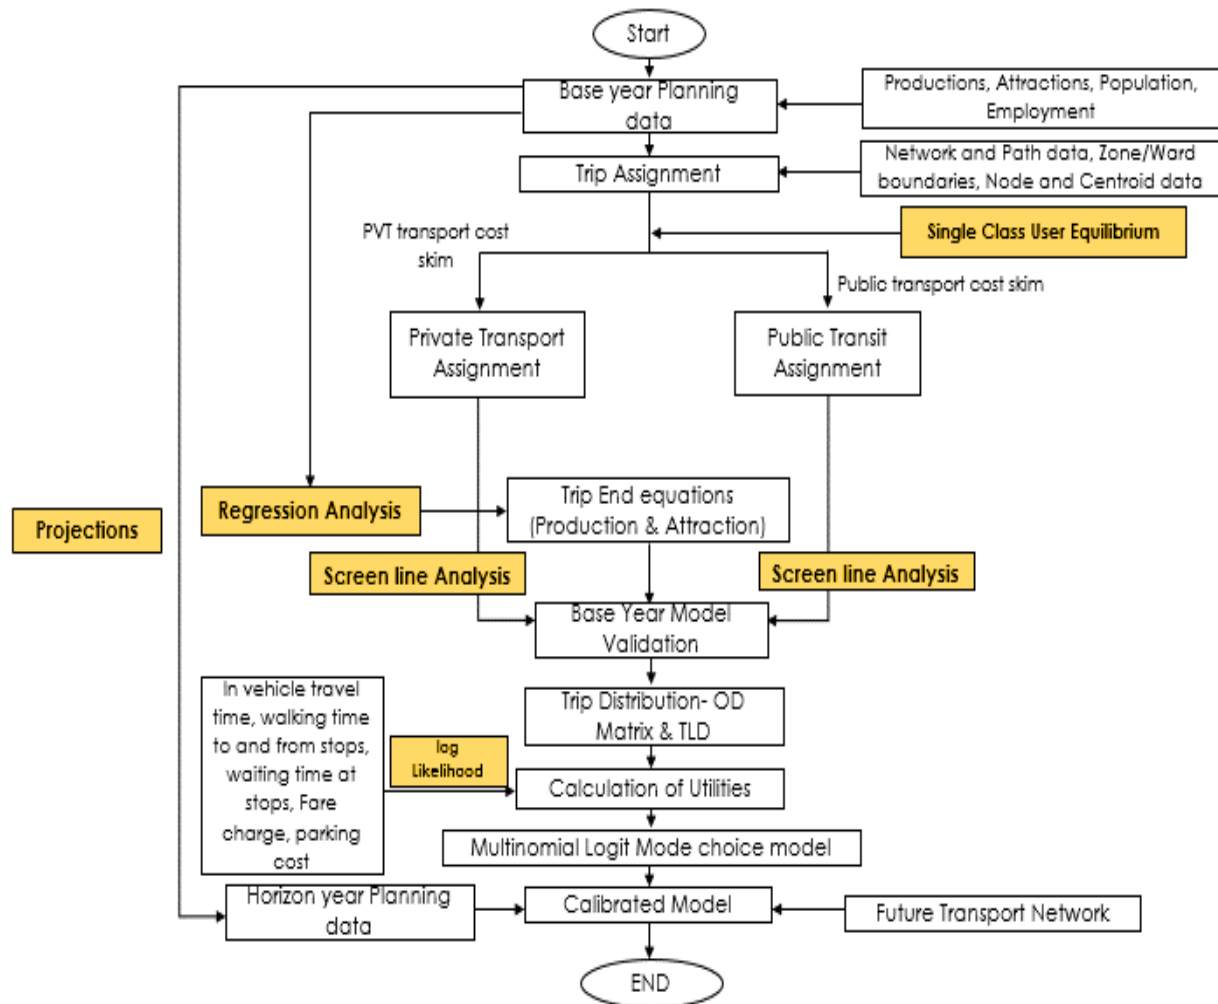 Start
Base year Planning
data
Productions, Attractions, Population,
Employment
Trip Assignment
Network and Path data, Zone/Ward
boundaries, Node and Centroid data
PVT transport cost
skim
Single Class User Equilibrium
Public transport cost skim
Private Transport
Assignment
Public Transit
Assignment
Projections
Regression Analysis
Trip End equations
(Production & Attraction)
Screen line Analysis
Screen line Analysis
Base Year Model
Validation
In vehicle travel
time, walking time
to and from stops,
waiting time at
stops, Fare
charge, parking
cost
log
Likelihood
Trip Distribution- OD
Matrix & TLD
Calculation of Utilities
Multinomial Logit Mode choice model
Horizon year Planning
data
Calibrated Model
Future Transport Network
END